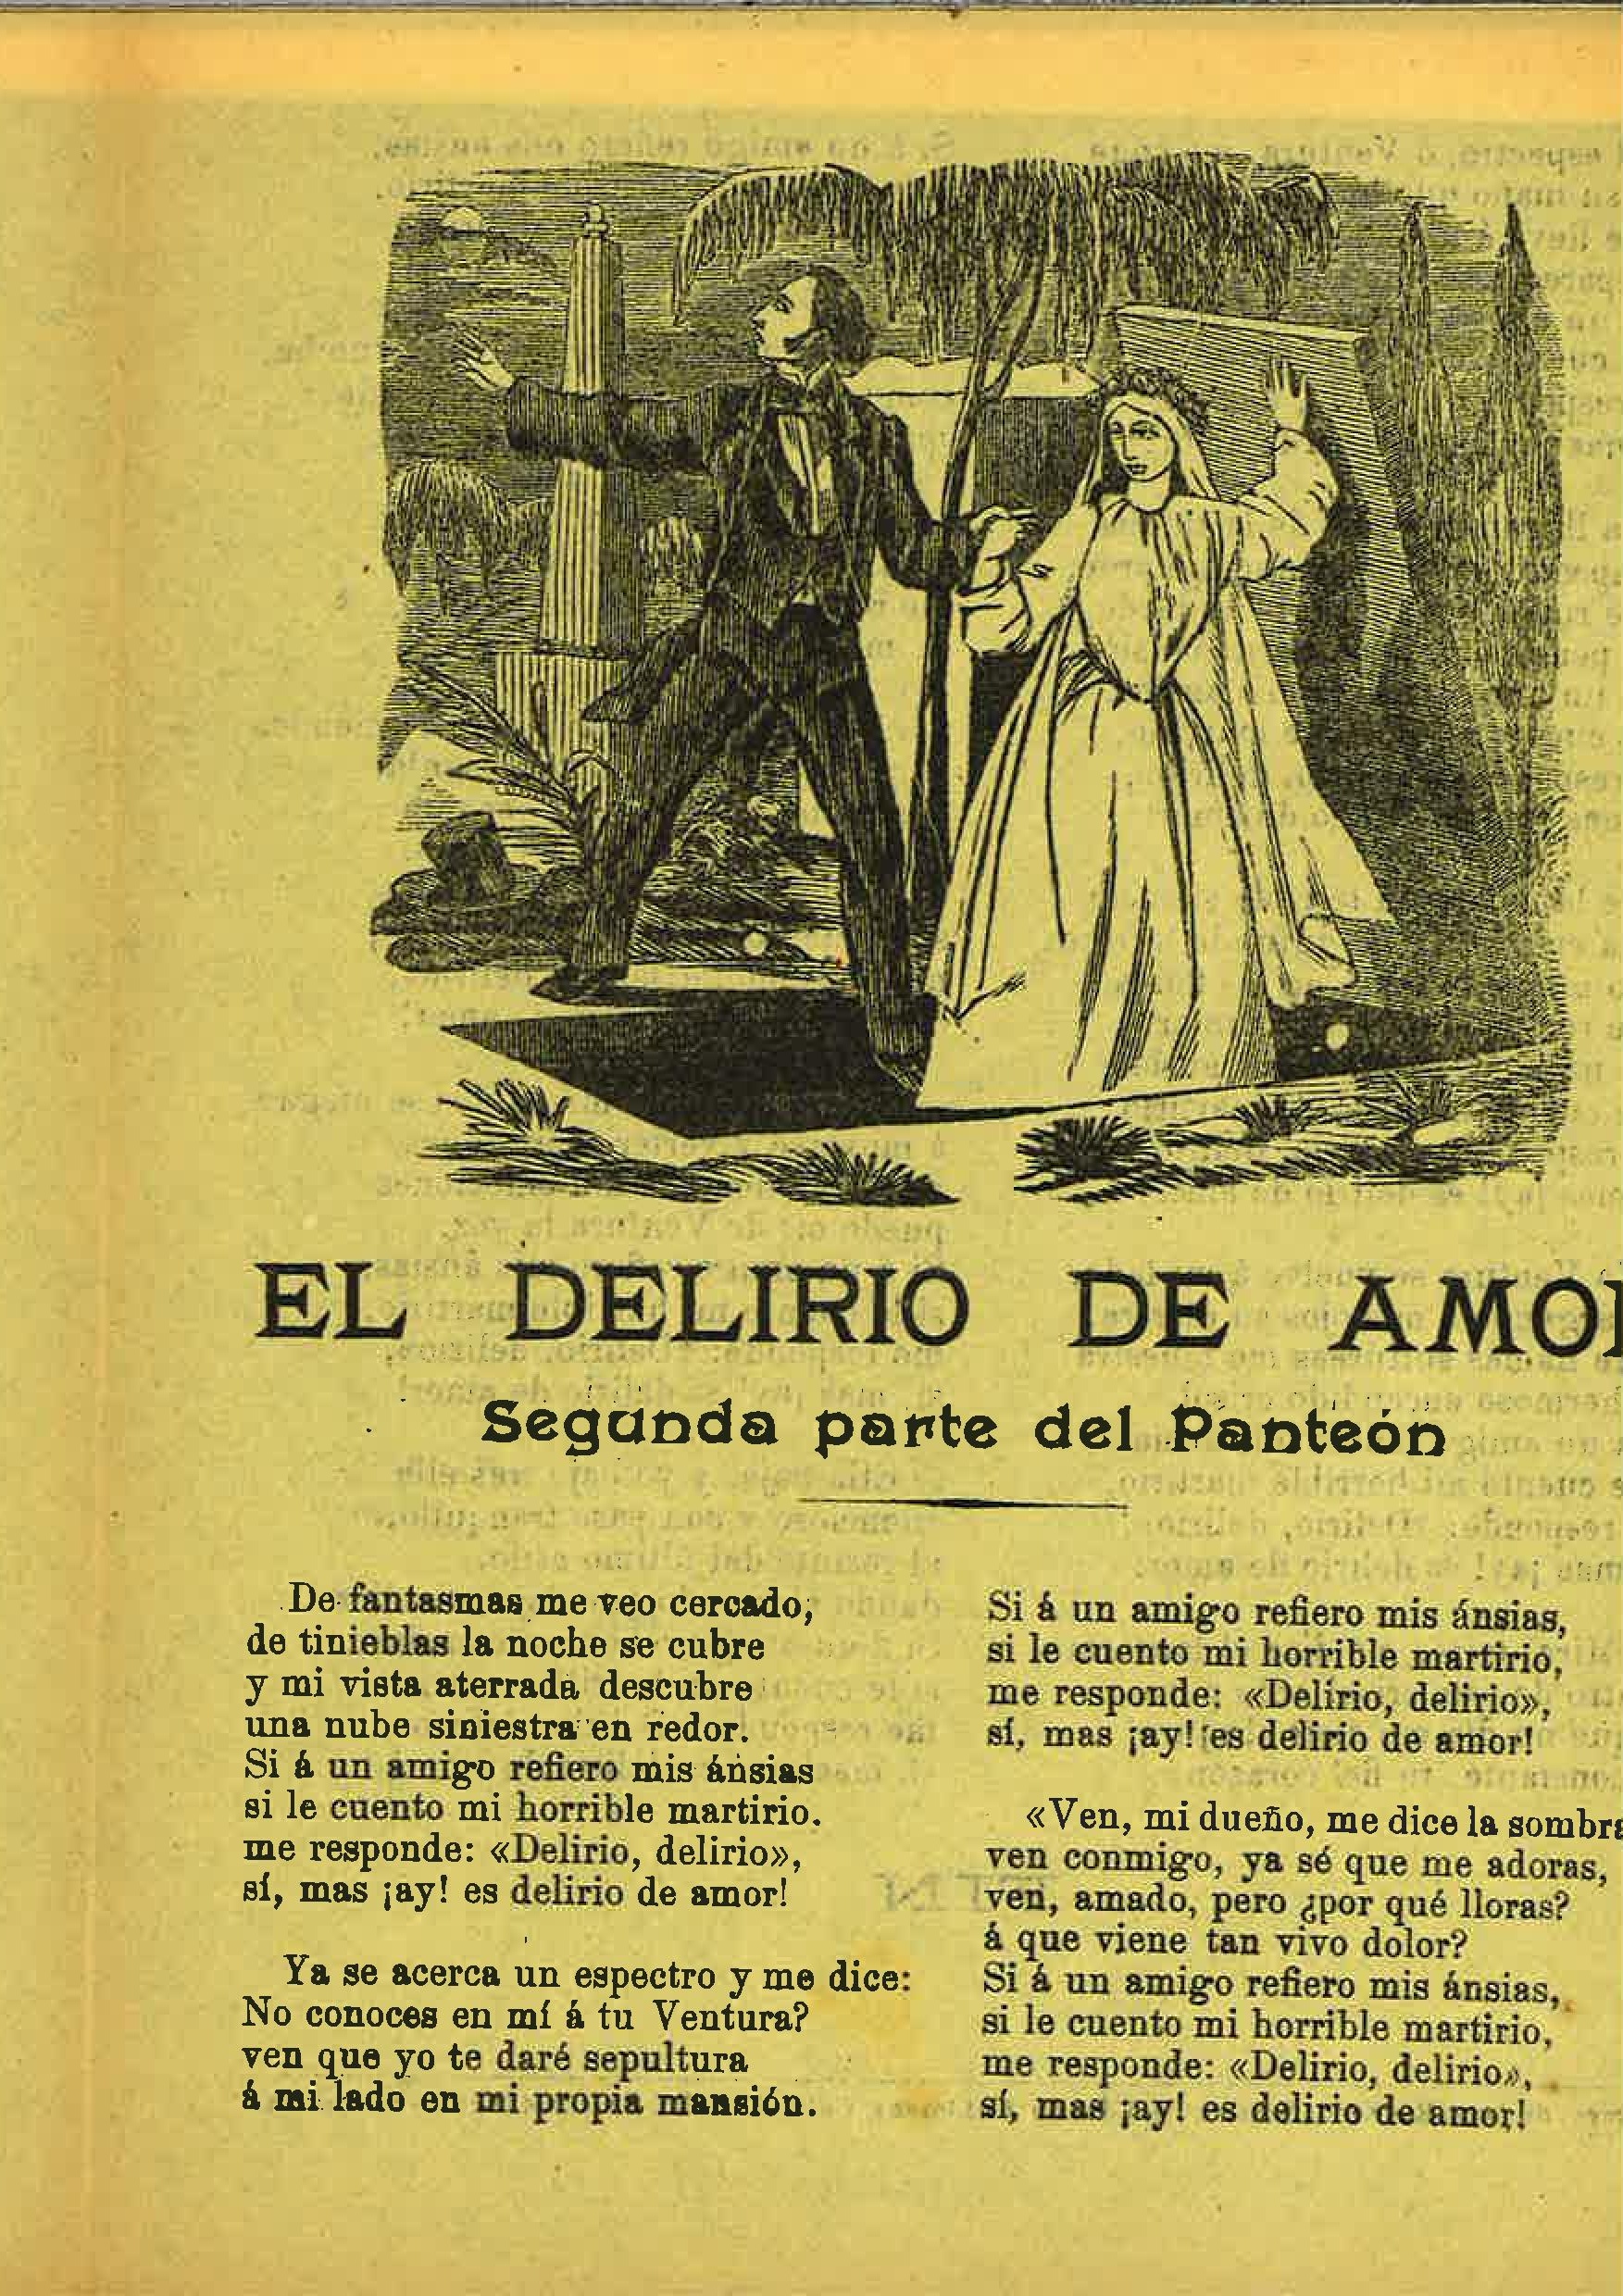 EL DELIRIO DE AMO
Segunda parte del Panteón
De fantasmas me veo cercado,
de tinieblas la noche se cubre
y mi vista aterrada descubre
una nube siniestra en redor.
Si á un amigo refiero mis ánsias
si le cuento mi horrible martirio.
me responde: «Delirio, delirio»,
sí, mas ¡ay! es delirio de amor!
Ya se acerca un espectro y me dice:
No conoces en mí á tu Ventura?
ven que yo te daré sepultura
á mi lado en mi propia mansión.
Si á un amigo refiero mis ánsias,
si le cuento mi horrible martirio,
me responde: «Delirio, delirio»,
sí, mas ¡ay! es delirio de amor!
«Ven, mi dueño, me dice la sombra
ven conmigo, ya sé que me adoras,
ven, amado, pero ¿por qué lloras?
á que viene tan vivo dolor?
Si á un amigo refiero mis ánsias,
si le cuento mi horrible martirio,
me responde: «Delirio, delirio»,
sí, mas ¡ay! es delirio de amor!